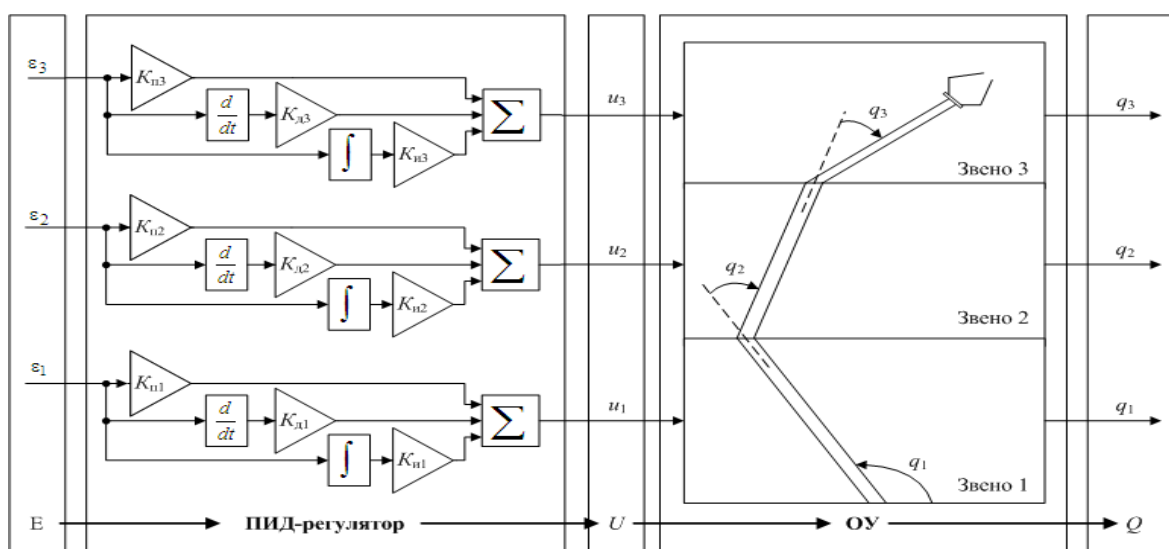 ε3
Kп3
d
dt
Kд3
∫
Kи3
∑
u3
q3
Звено 3
q3
ε2
Kп2
d
dt
Kд2
∫
Kи2
∑
u2
q2
Звено 2
q2
ε1
Kп1
d
dt
Kд1
∫
Kи1
∑
u1
q1
Звено 1
q1
E ПИД-регулятор U ОУ Q